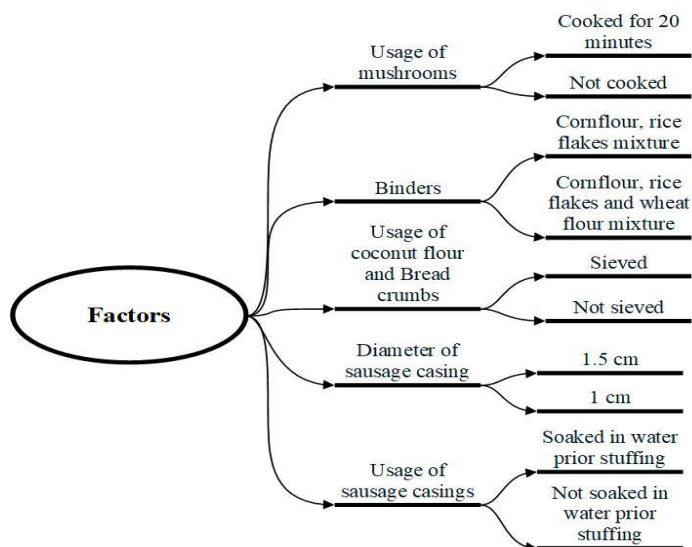 Factors
Usage of
mushrooms
Cooked for 20
minutes
Not cooked
Binders
Cornflour, rice
flakes mixture
Cornflour, rice
flakes and wheat
flour mixture
Usage of
coconut flour
and Bread
crumbs
Sieved
Not sieved
Diameter of
sausage casing
1.5 cm
1 cm
Usage of
sausage casings
Soaked in water
prior stuffing
Not soaked in
water prior
stuffing